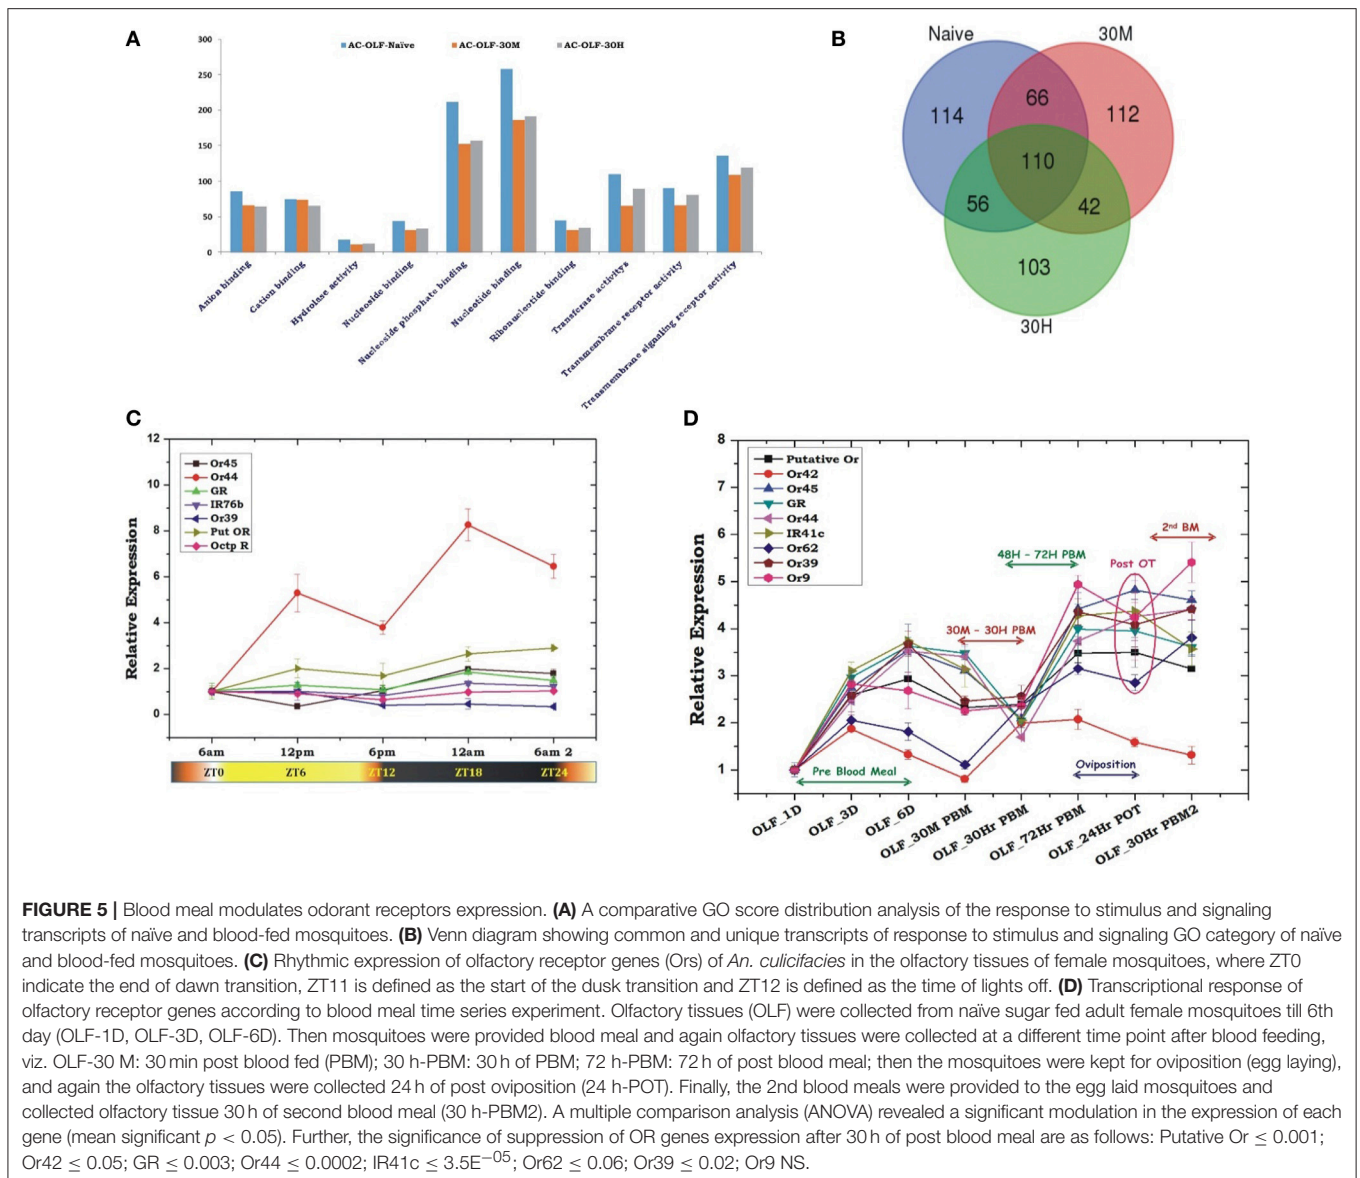 A
300
250
200
150
100
50
0
AC-OLF-Naïve
AC-OLF-30M
AC-OLF-30H
Anion binding
Cation binding
Hydrolase activity
Nucleoside binding
Nucleoside phosphate binding
Nucleotide binding
Ribonucleotide binding
Transferase activitys
Transmembrane receptor activity
Transmembrane signaling receptor activity
B
Naive
30M
114
66
112
110
56
42
103
30H
C
Relative Expression
12
10
8
6
4
2
0
Or45
Or44
GR
IR76b
Or39
Put OR
Octp R
6am
12pm
6pm
12am
6am 2
ZT0
ZT6
ZT12
ZT18
ZT24
D
Relative Expression
8
7
6
5
4
3
2
1
Putative Or
Or42
Or45
GR
Or44
IR41c
Or62
Or39
Or9
2nd BM
48H - 72H PBM
Post OT
30M - 30H PBM
Pre Blood Meal
Oviposition
OLF_1D
OLF_3D
OLF_6D
OLF_30M PBM
OLF_30Hr PBM
OLF_72Hr PBM
OLF_24Hr POT
OLF_30Hr PBM2
FIGURE 5 | Blood meal modulates odorant receptors expression. (A) A comparative GO score distribution analysis of the response to stimulus and signaling
transcripts of naïve and blood-fed mosquitoes. (B) Venn diagram showing common and unique transcripts of response to stimulus and signaling GO category of naïve
and blood-fed mosquitoes. (C) Rhythmic expression of olfactory receptor genes (Ors) of An. culicifacies in the olfactory tissues of female mosquitoes, where ZT0
indicate the end of dawn transition, ZT11 is defined as the start of the dusk transition and ZT12 is defined as the time of lights off. (D) Transcriptional response of
olfactory receptor genes according to blood meal time series experiment. Olfactory tissues (OLF) were collected from naïve sugar fed adult female mosquitoes till 6th
day (OLF-1D, OLF-3D, OLF-6D). Then mosquitoes were provided blood meal and again olfactory tissues were collected at a different time point after blood feeding,
viz. OLF-30 M: 30 min post blood fed (PBM); 30 h-PBM: 30 h of PBM; 72 h-PBM: 72 h of post blood meal; then the mosquitoes were kept for oviposition (egg laying),
and again the olfactory tissues were collected 24 h of post oviposition (24 h-POT). Finally, the 2nd blood meals were provided to the egg laid mosquitoes and
collected olfactory tissue 30 h of second blood meal (30 h-PBM2). A multiple comparison analysis (ANOVA) revealed a significant modulation in the expression of each
gene (mean significant p < 0.05). Further, the significance of suppression of OR genes expression after 30 h of post blood meal are as follows: Putative Or ≤ 0.001;
Or42 ≤ 0.05; GR ≤ 0.003; Or44 ≤ 0.0002; IR41c ≤ 3.5E−05; Or62 ≤ 0.06; Or39 ≤ 0.02; Or9 NS.